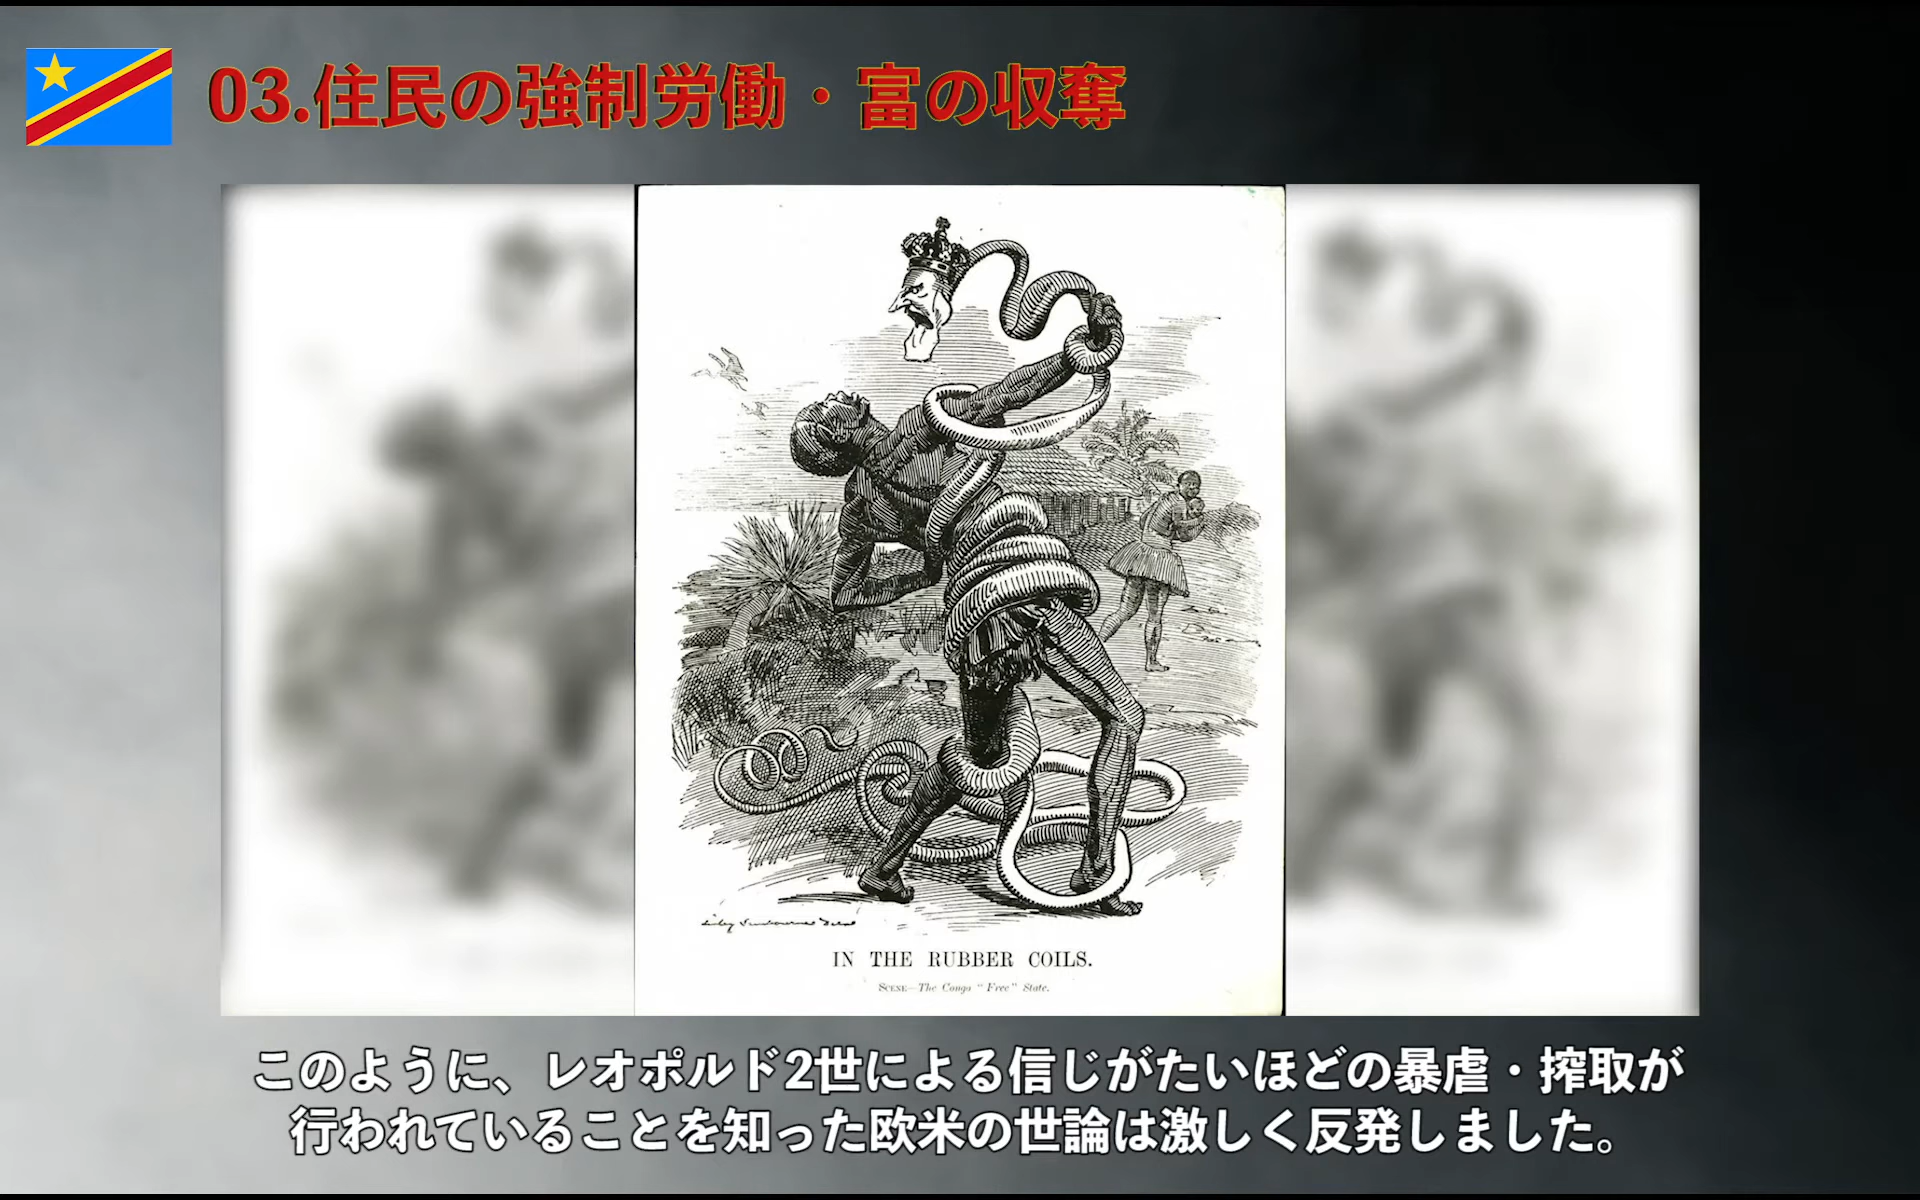 03.住民の強制労働・富の収奪
IN THE RUBBER COILS.
SCENE—The Congo "Free" State.
このように、レオポルド2世による信じがたいほどの暴虐・搾取が
行われていることを知った欧米の世論は激しく反発しました。